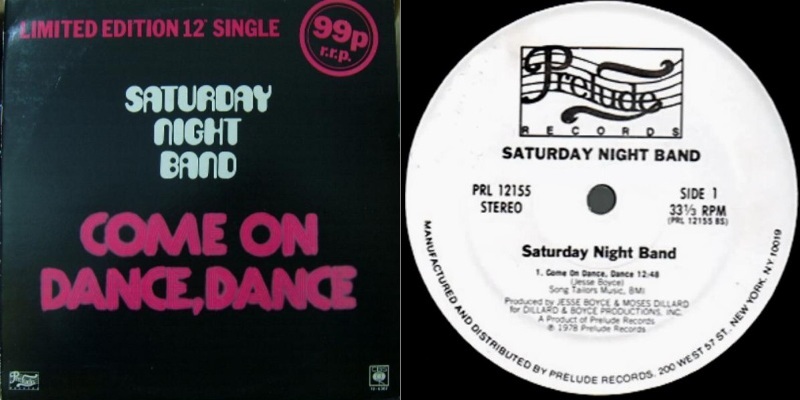 LIMITED EDITION 12" SINGLE
99p
r.r.p.
SATURDAY
NIGHT
BAND
COME ON
DANCE, DANCE
Prelude
CBS
Prelude
RECORDS
SATURDAY NIGHT BAND
PRL 12155
STEREO
SIDE 1
33⅓ RPM
(PRL 12155 BS)
Saturday Night Band
1. Come On Dance, Dance 12:48
(Jesse Boyce)
Song Tailors Music, BMI
Produced by JESSE BOYCE & MOSES DILLARD
for DILLARD & BOYCE PRODUCTIONS, INC.
A Product of Prelude Records
℗ 1978 Prelude Records
MANUFACTURED AND DISTRIBUTED BY PRELUDE RECORDS, 200 WEST 57 ST., NEW YORK, NY 10019